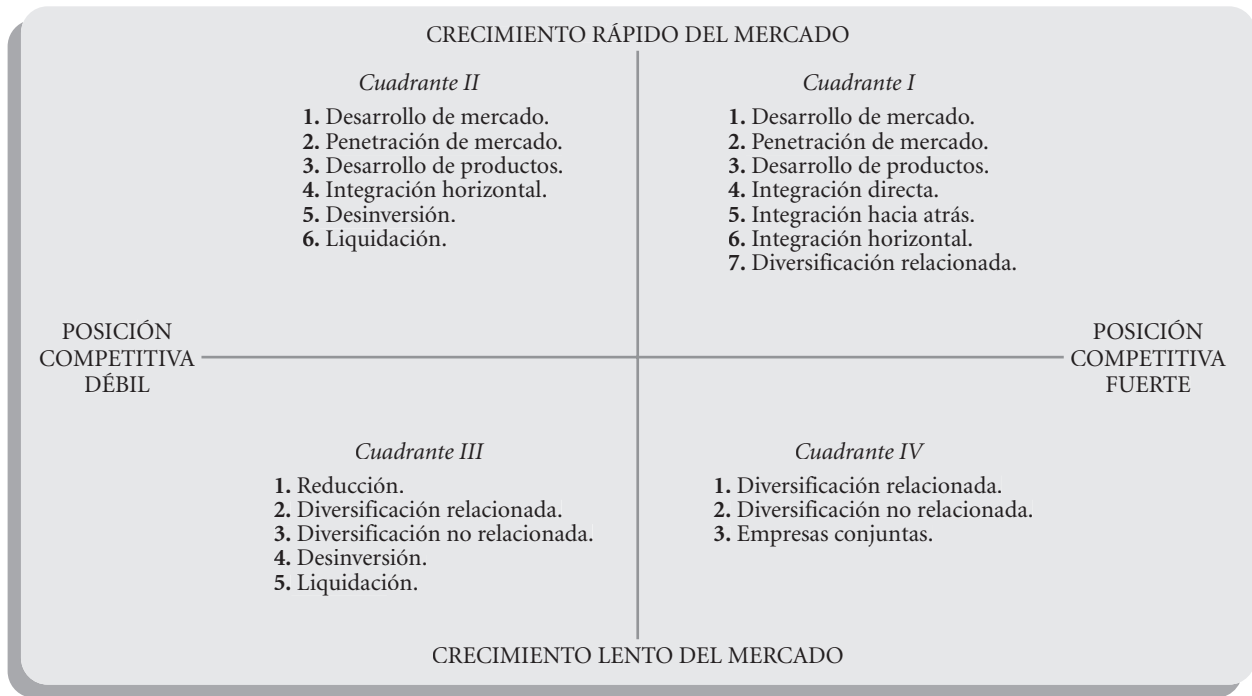 CRECIMIENTO RÁPIDO DEL MERCADO
Cuadrante II
1. Desarrollo de mercado.
2. Penetración de mercado.
3. Desarrollo de productos.
4. Integración horizontal.
5. Desinversión.
6. Liquidación.
Cuadrante I
1. Desarrollo de mercado.
2. Penetración de mercado.
3. Desarrollo de productos.
4. Integración directa.
5. Integración hacia atrás.
6. Integración horizontal.
7. Diversificación relacionada.
POSICIÓN
COMPETITIVA
DÉBIL
POSICIÓN
COMPETITIVA
FUERTE
Cuadrante III
1. Reducción.
2. Diversificación relacionada.
3. Diversificación no relacionada.
4. Desinversión.
5. Liquidación.
Cuadrante IV
1. Diversificación relacionada.
2. Diversificación no relacionada.
3. Empresas conjuntas.
CRECIMIENTO LENTO DEL MERCADO